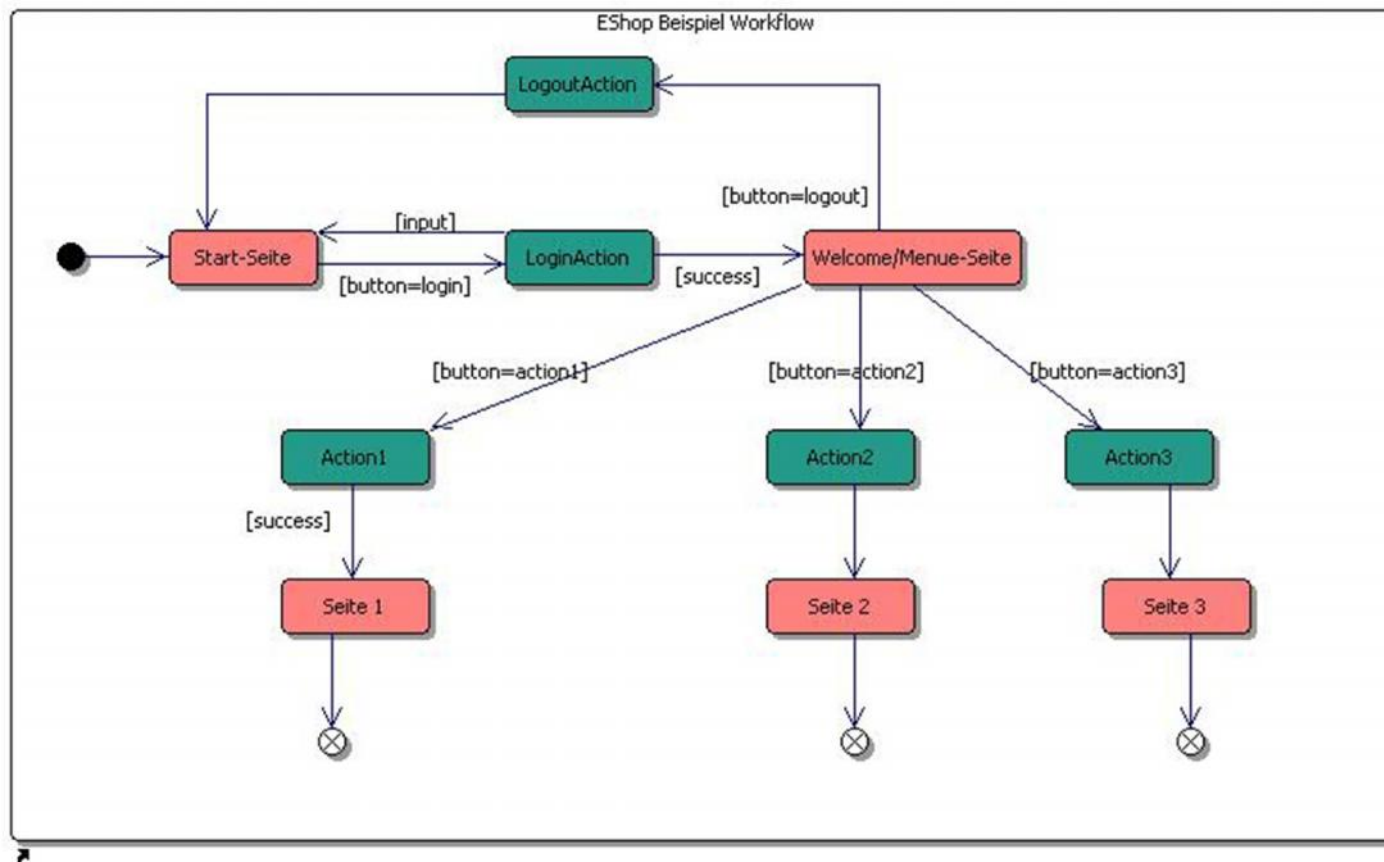 EShop Beispiel Workflow
LogoutAction
[button=logout]
[input]
Start-Seite
LoginAction
Welcome/Menue-Seite
[button=login]
[success]
[button=action1]
[button=action2]
[button=action3]
Action1
Action2
Action3
[success]
Seite 1
Seite 2
Seite 3